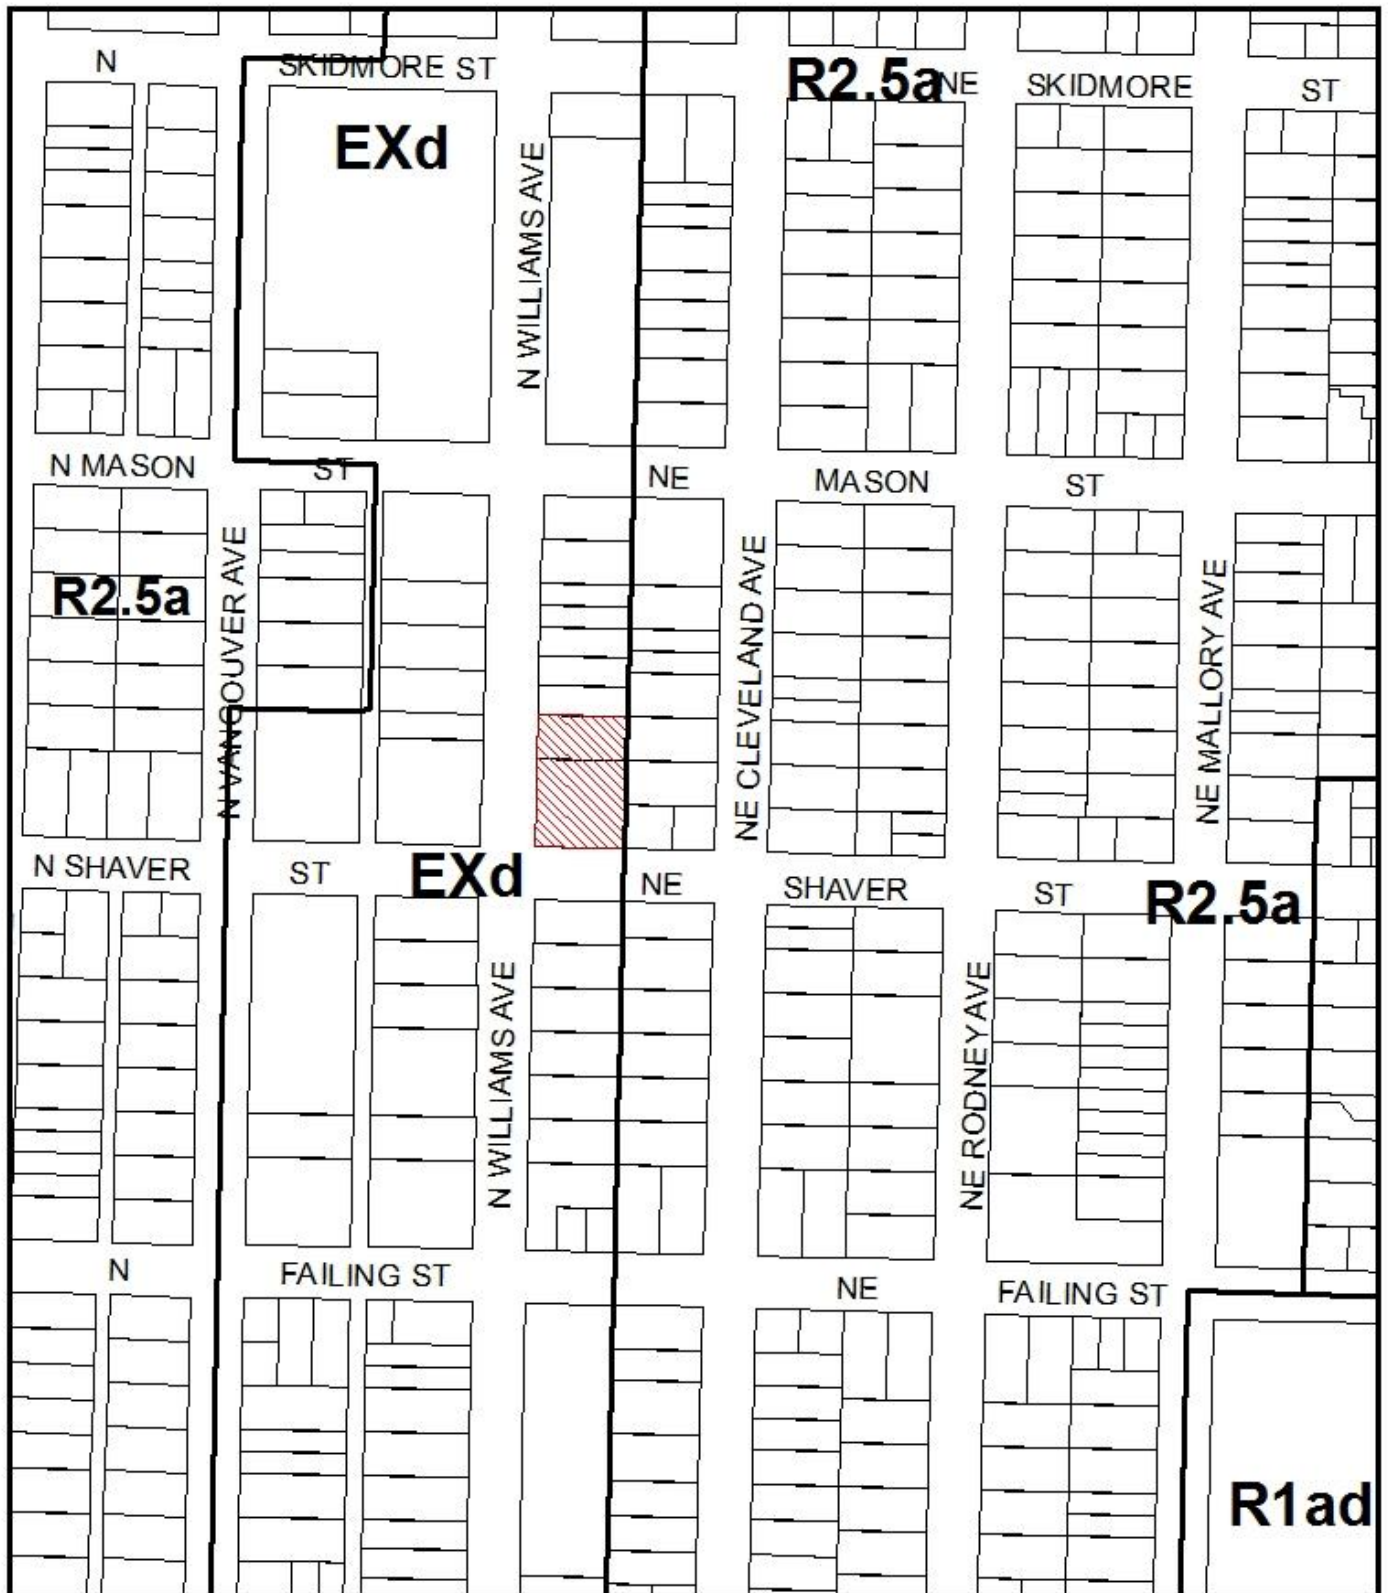 N
SKIDMORE ST
R2.5a
NE
SKIDMORE
ST
EXd
N WILLIAMS AVE
N MASON
ST
NE
MASON
ST
R2.5a
N VANCOUVER AVE
NE CLEVELAND AVE
NE MALLORY AVE
N SHAVER
ST
EXd
NE
SHAVER
ST
R2.5a
N WILLIAMS AVE
NE RODNEY AVE
N
FAILING ST
NE
FAILING ST
R1ad